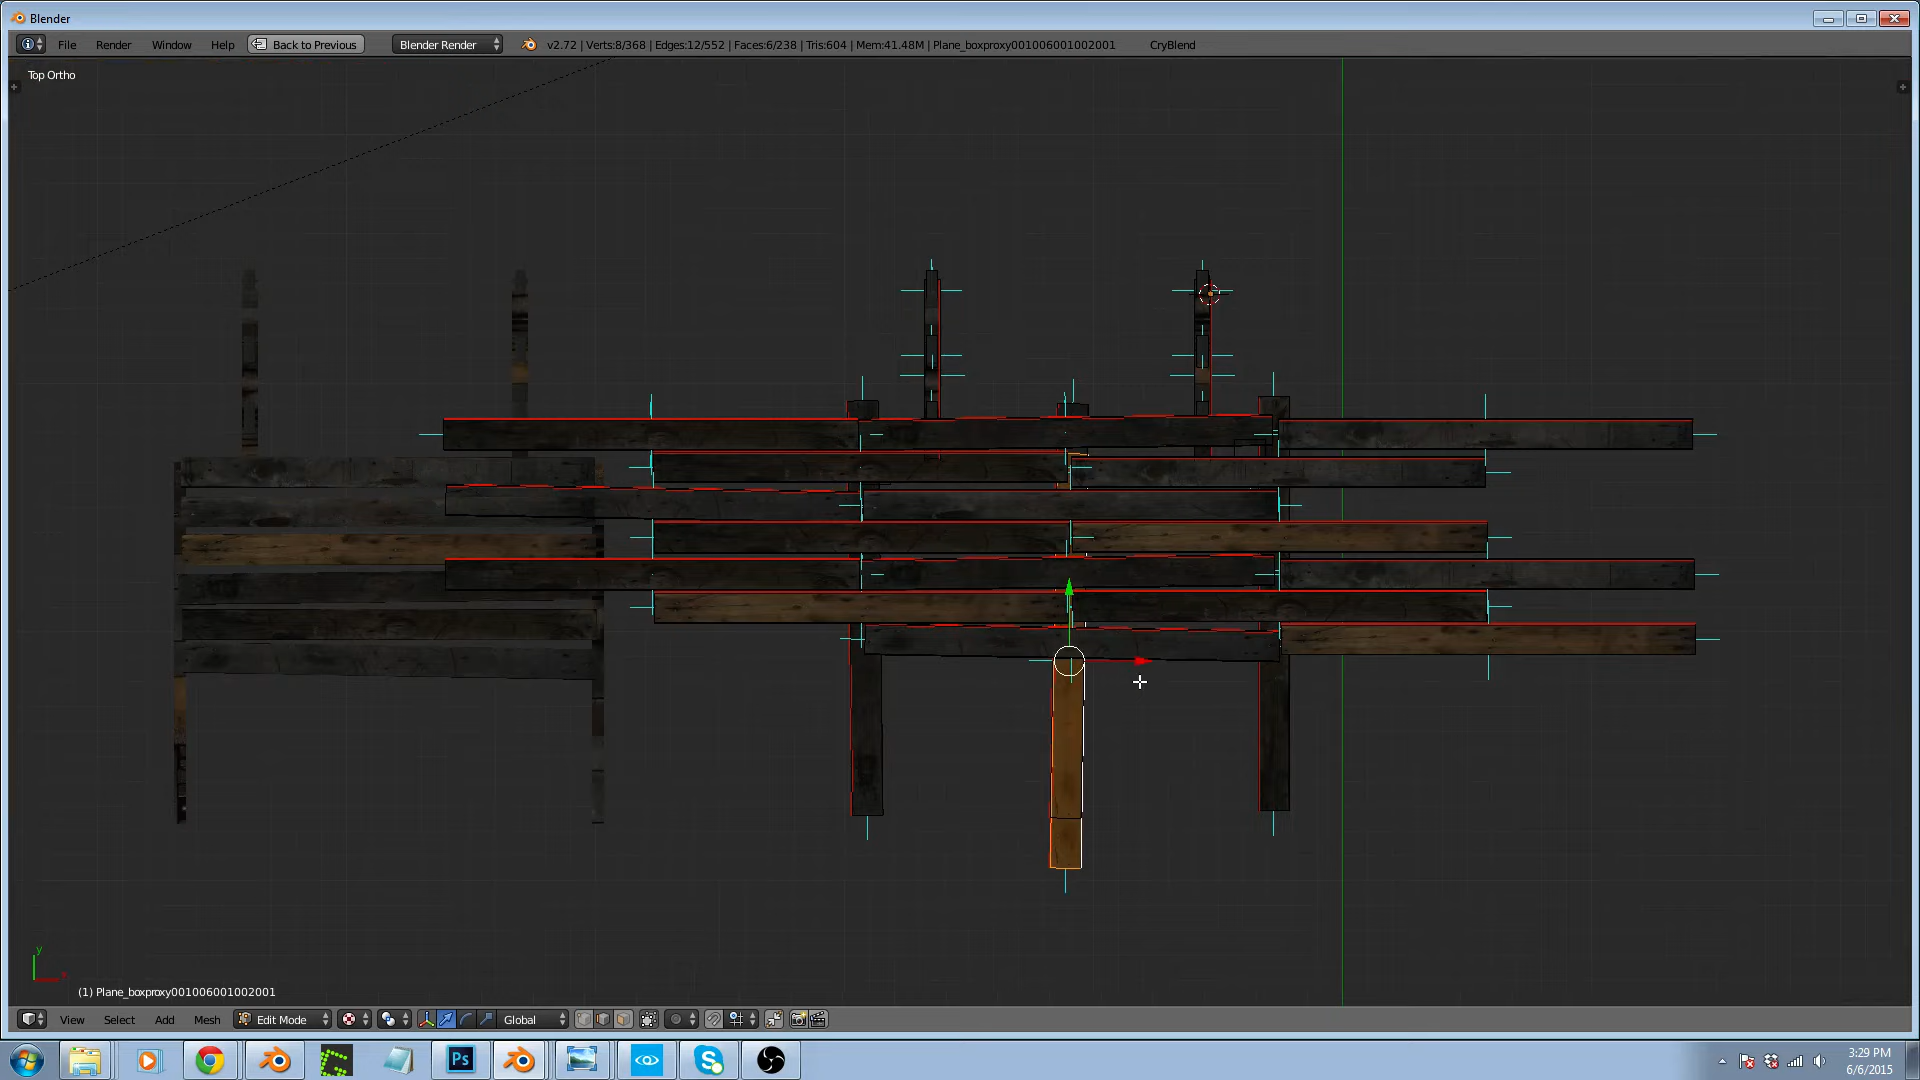 Blender
File Render Window Help Back to Previous Blender Render v2.72 | Verts:8/368 | Edges:12/552 | Faces:6/238 | Tris:604 | Mem:41.48M | Plane_boxproxy001006001002001 CryBlend
Top Ortho
y
x
(1) Plane_boxproxy001006001002001
View Select Add Mesh Edit Mode Global
Ps
3:29 PM
6/6/2015